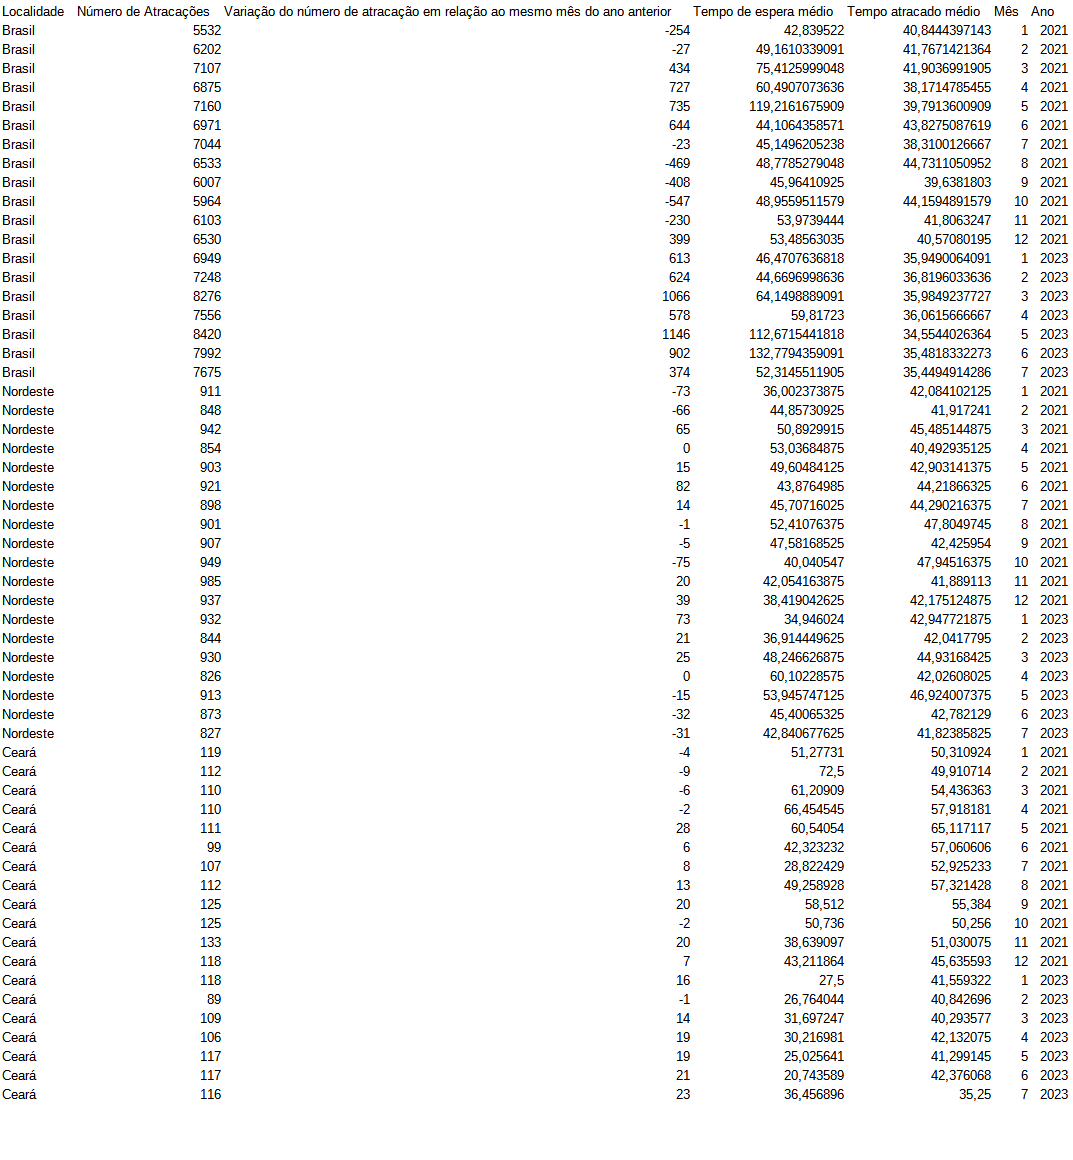 Localidade Número de Atracações Variação do número de atracação em relação ao mesmo mês do ano anterior Tempo de espera médio Tempo atracado médio Mês Ano
Brasil 5532 -254 42,839522 40,8444397143 1 2021
Brasil 6202 -27 49,1610339091 41,7671421364 2 2021
Brasil 7107 434 75,4125999048 41,9036991905 3 2021
Brasil 6875 727 60,4907073636 38,1714785455 4 2021
Brasil 7160 735 119,2161675909 39,7913600909 5 2021
Brasil 6971 644 44,1064358571 43,8275087619 6 2021
Brasil 7044 -23 45,1496205238 38,3100126667 7 2021
Brasil 6533 -469 48,7785279048 44,7311050952 8 2021
Brasil 6007 -408 45,96410925 39,6381803 9 2021
Brasil 5964 -547 48,9559511579 44,1594891579 10 2021
Brasil 6103 -230 53,9739444 41,8063247 11 2021
Brasil 6530 399 53,48563035 40,57080195 12 2021
Brasil 6949 613 46,4707636818 35,9490064091 1 2023
Brasil 7248 624 44,6696998636 36,8196033636 2 2023
Brasil 8276 1066 64,1498889091 35,9849237727 3 2023
Brasil 7556 578 59,81723 36,0615666667 4 2023
Brasil 8420 1146 112,6715441818 34,5544026364 5 2023
Brasil 7992 902 132,7794359091 35,4818332273 6 2023
Brasil 7675 374 52,3145511905 35,4494914286 7 2023
Nordeste 911 -73 36,002373875 42,084102125 1 2021
Nordeste 848 -66 44,85730925 41,917241 2 2021
Nordeste 942 65 50,8929915 45,485144875 3 2021
Nordeste 854 0 53,03684875 40,492935125 4 2021
Nordeste 903 15 49,60484125 42,903141375 5 2021
Nordeste 921 82 43,8764985 44,21866325 6 2021
Nordeste 898 14 45,70716025 44,290216375 7 2021
Nordeste 901 -1 52,41076375 47,8049745 8 2021
Nordeste 907 -5 47,58168525 42,425954 9 2021
Nordeste 949 -75 40,040547 47,94516375 10 2021
Nordeste 985 20 42,054163875 41,889113 11 2021
Nordeste 937 39 38,419042625 42,175124875 12 2021
Nordeste 932 73 34,946024 42,947721875 1 2023
Nordeste 844 21 36,914449625 42,0417795 2 2023
Nordeste 930 25 48,246626875 44,93168425 3 2023
Nordeste 826 0 60,10228575 42,02608025 4 2023
Nordeste 913 -15 53,945747125 46,924007375 5 2023
Nordeste 873 -32 45,40065325 42,782129 6 2023
Nordeste 827 -31 42,840677625 41,82385825 7 2023
Ceará 119 -4 51,27731 50,310924 1 2021
Ceará 112 -9 72,5 49,910714 2 2021
Ceará 110 -6 61,20909 54,436363 3 2021
Ceará 110 -2 66,454545 57,918181 4 2021
Ceará 111 28 60,54054 65,117117 5 2021
Ceará 99 6 42,323232 57,060606 6 2021
Ceará 107 8 28,822429 52,925233 7 2021
Ceará 112 13 49,258928 57,321428 8 2021
Ceará 125 20 58,512 55,384 9 2021
Ceará 125 -2 50,736 50,256 10 2021
Ceará 133 20 38,639097 51,030075 11 2021
Ceará 118 7 43,211864 45,635593 12 2021
Ceará 118 16 27,5 41,559322 1 2023
Ceará 89 -1 26,764044 40,842696 2 2023
Ceará 109 14 31,697247 40,293577 3 2023
Ceará 106 19 30,216981 42,132075 4 2023
Ceará 117 19 25,025641 41,299145 5 2023
Ceará 117 21 20,743589 42,376068 6 2023
Ceará 116 23 36,456896 35,25 7 2023